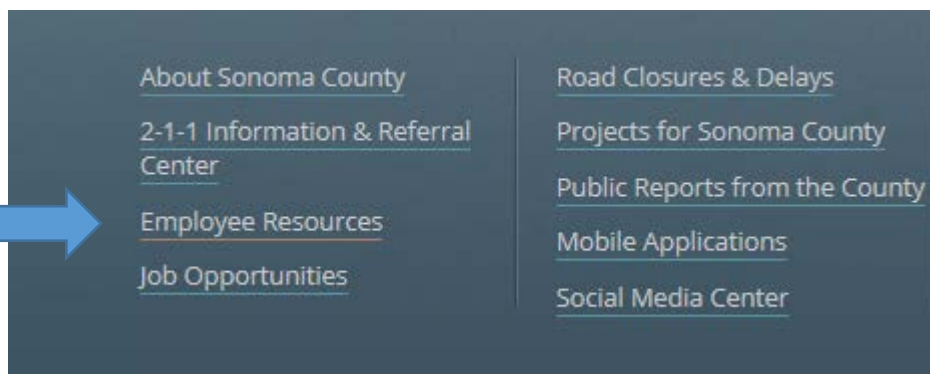 About Sonoma County
2-1-1 Information & Referral
Center
Employee Resources
Job Opportunities
Road Closures & Delays
Projects for Sonoma County
Public Reports from the County
Mobile Applications
Social Media Center